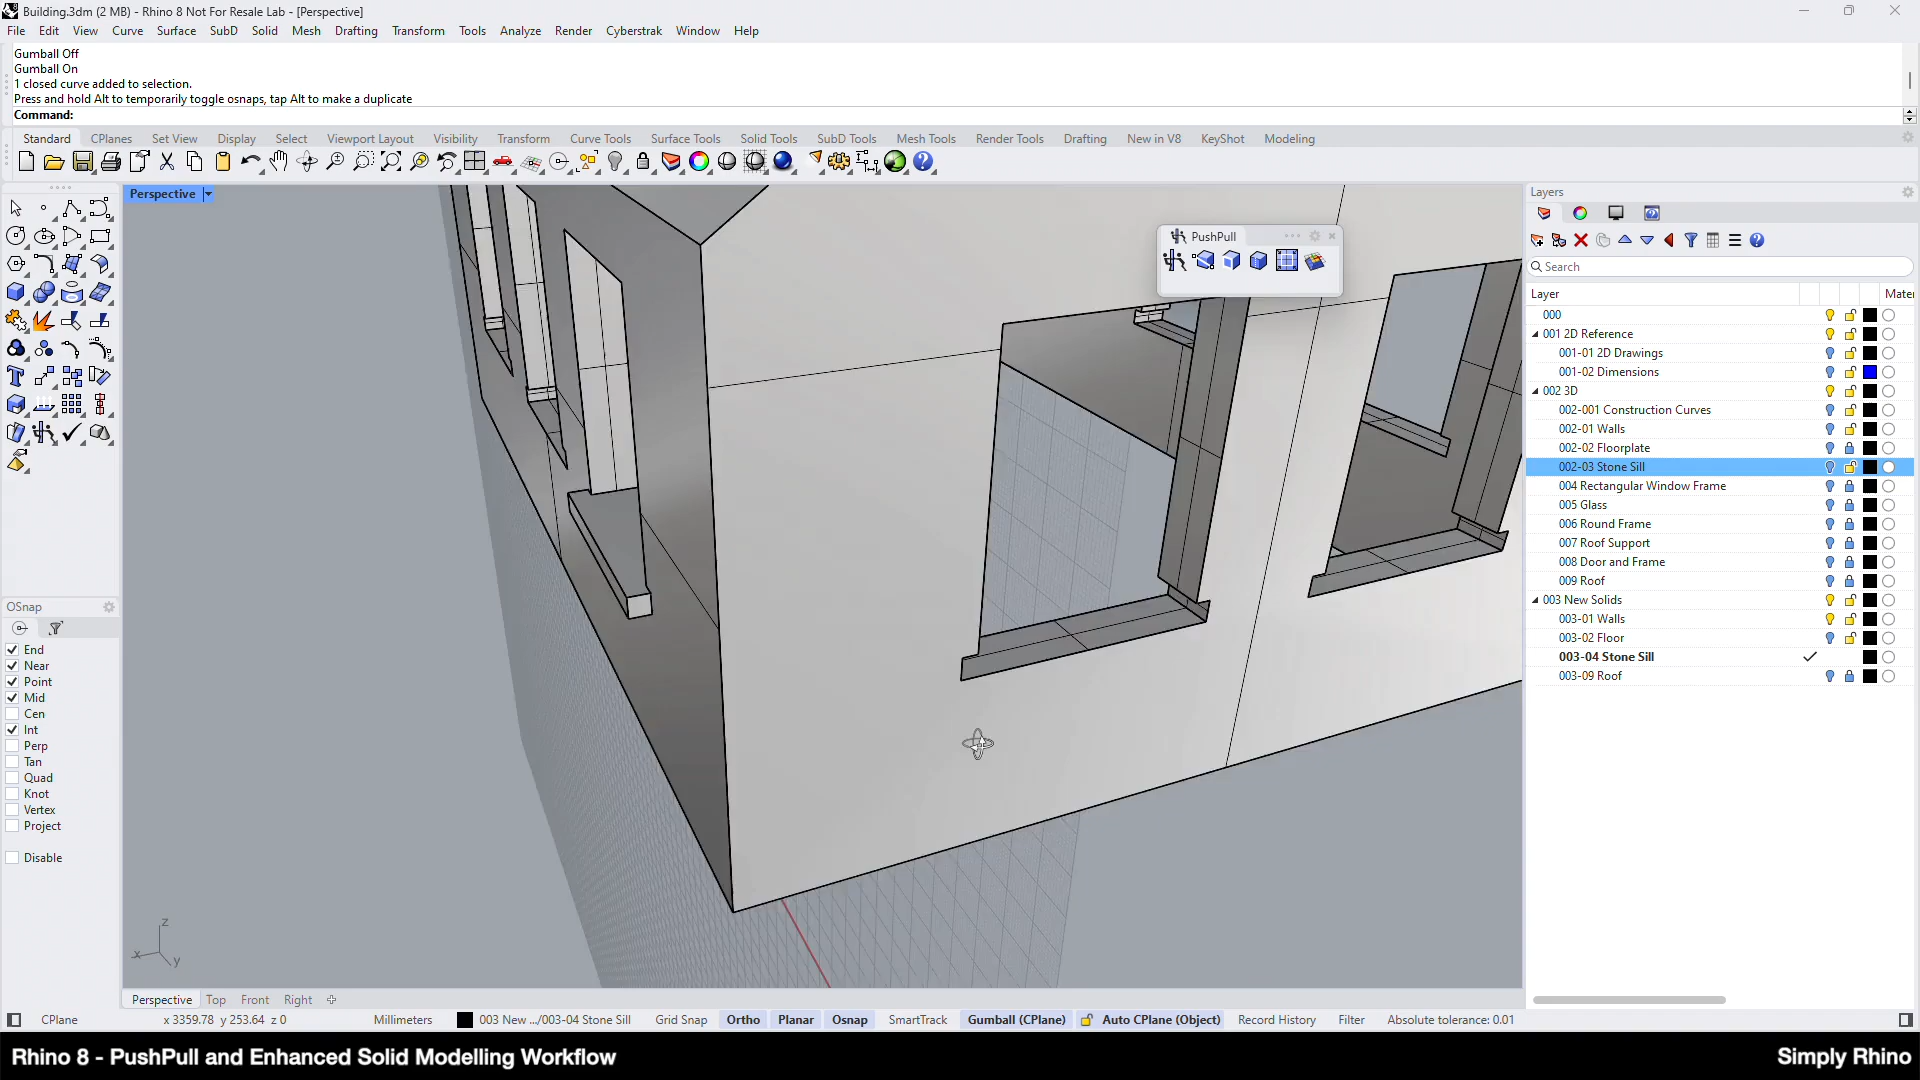 Building.3dm (2 MB) - Rhino 8 Not For Resale Lab - [Perspective]
File Edit View Curve Surface SubD Solid Mesh Drafting Transform Tools Analyze Render Cyberstrak Window Help
Gumball Off
Gumball On
1 closed curve added to selection.
Press and hold Alt to temporarily toggle osnaps, tap Alt to make a duplicate
Command:
Standard CPlanes Set View Display Select Viewport Layout Visibility Transform Curve Tools Surface Tools Solid Tools SubD Tools Mesh Tools Render Tools Drafting New in V8 KeyShot Modeling
Perspective
PushPull
z
x
y
OSnap
End
Near
Point
Mid
Cen
Int
Perp
Tan
Quad
Knot
Vertex
Project
Disable
Layers
Search
Layer Mater
000
001 2D Reference
001-01 2D Drawings
001-02 Dimensions
002 3D
002-001 Construction Curves
002-01 Walls
002-02 Floorplate
002-03 Stone Sill
004 Rectangular Window Frame
005 Glass
006 Round Frame
007 Roof Support
008 Door and Frame
009 Roof
003 New Solids
003-01 Walls
003-02 Floor
003-04 Stone Sill
003-09 Roof
Perspective Top Front Right
CPlane x 3359.78 y 253.64 z 0 Millimeters 003 New .../003-04 Stone Sill Grid Snap Ortho Planar Osnap SmartTrack Gumball (CPlane) Auto CPlane (Object) Record History Filter Absolute tolerance: 0.01
Rhino 8 - PushPull and Enhanced Solid Modelling Workflow
Simply Rhino